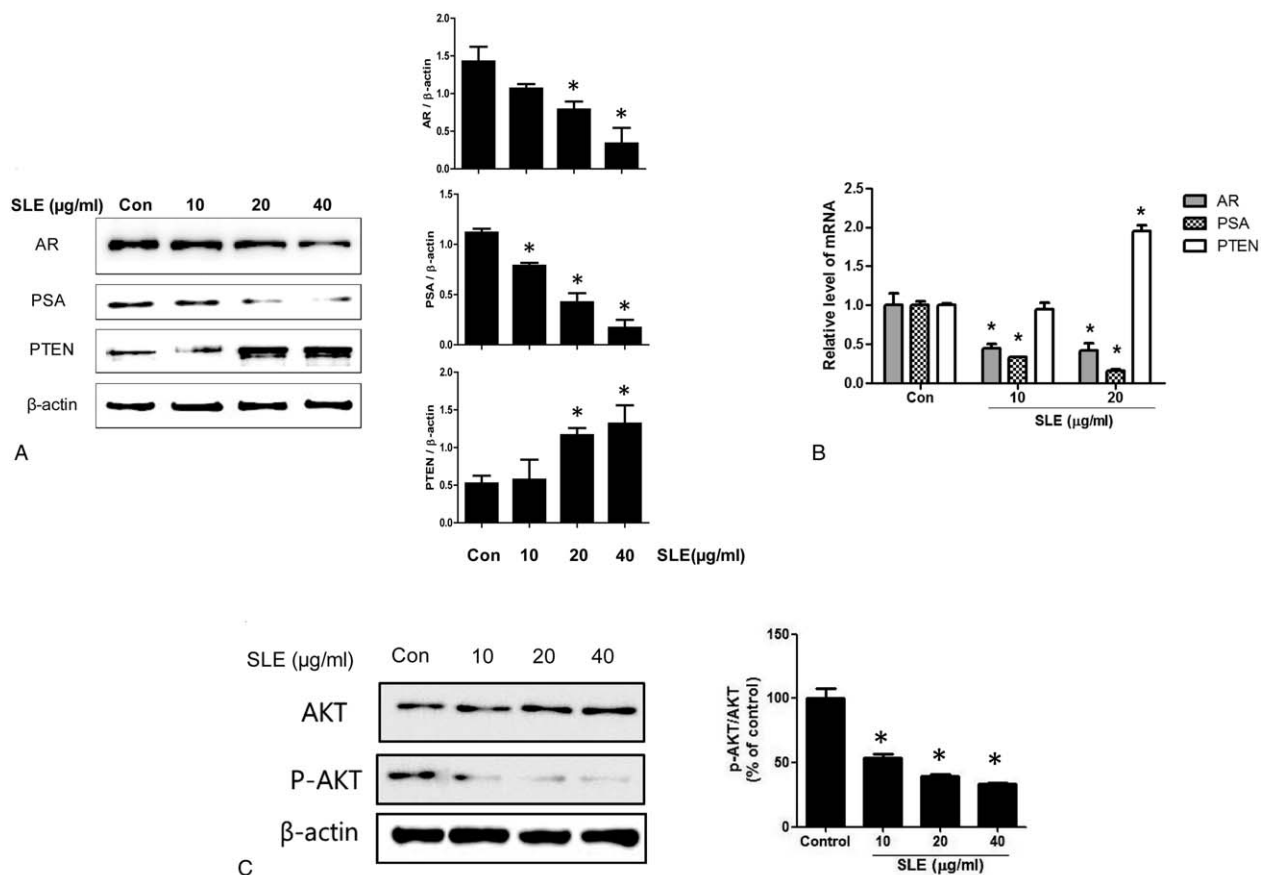 SLE (μg/ml) Con 10 20 40
AR
PSA
PTEN
β-actin
A
AR / β-actin
2.0
1.5
1.0
0.5
0.0
* *
PSA / β-actin
1.5
1.0
0.5
0.0
* * *
PTEN / β-actin
2.0
1.5
1.0
0.5
0.0
* *
Con 10 20 40 SLE(μg/ml)
Relative level of mRNA
2.5
2.0
1.5
1.0
0.5
0.0
* * * * *
AR
PSA
PTEN
Con 10 20
SLE (μg/ml)
B
SLE (μg/ml) Con 10 20 40
AKT
P-AKT
β-actin
C
p-AKT/AKT
(% of control)
150
100
50
0
* * *
Control 10 20 40
SLE (μg/ml)